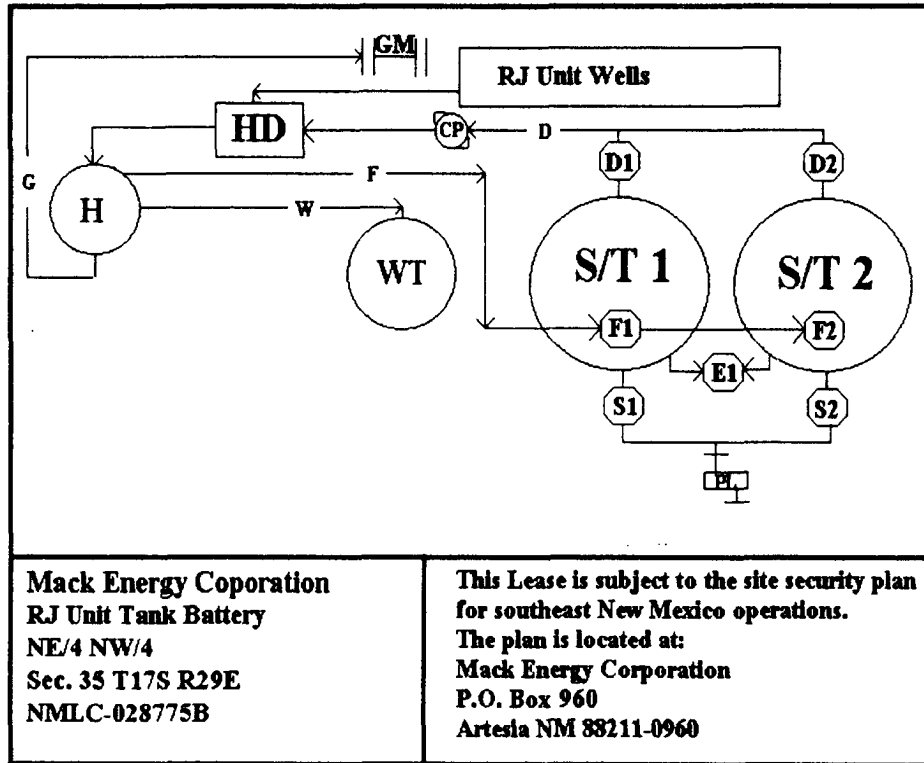 GM
RJ Unit Wells
HD
CP
D
D1
D2
G
F
H
W
WT
S/T 1
S/T 2
F1
F2
E1
S1
S2
PL
Mack Energy Coporation
RJ Unit Tank Battery
NE/4 NW/4
Sec. 35 T17S R29E
NMLC-028775B
This Lease is subject to the site security plan
for southeast New Mexico operations.
The plan is located at:
Mack Energy Corporation
P.O. Box 960
Artesia NM 88211-0960